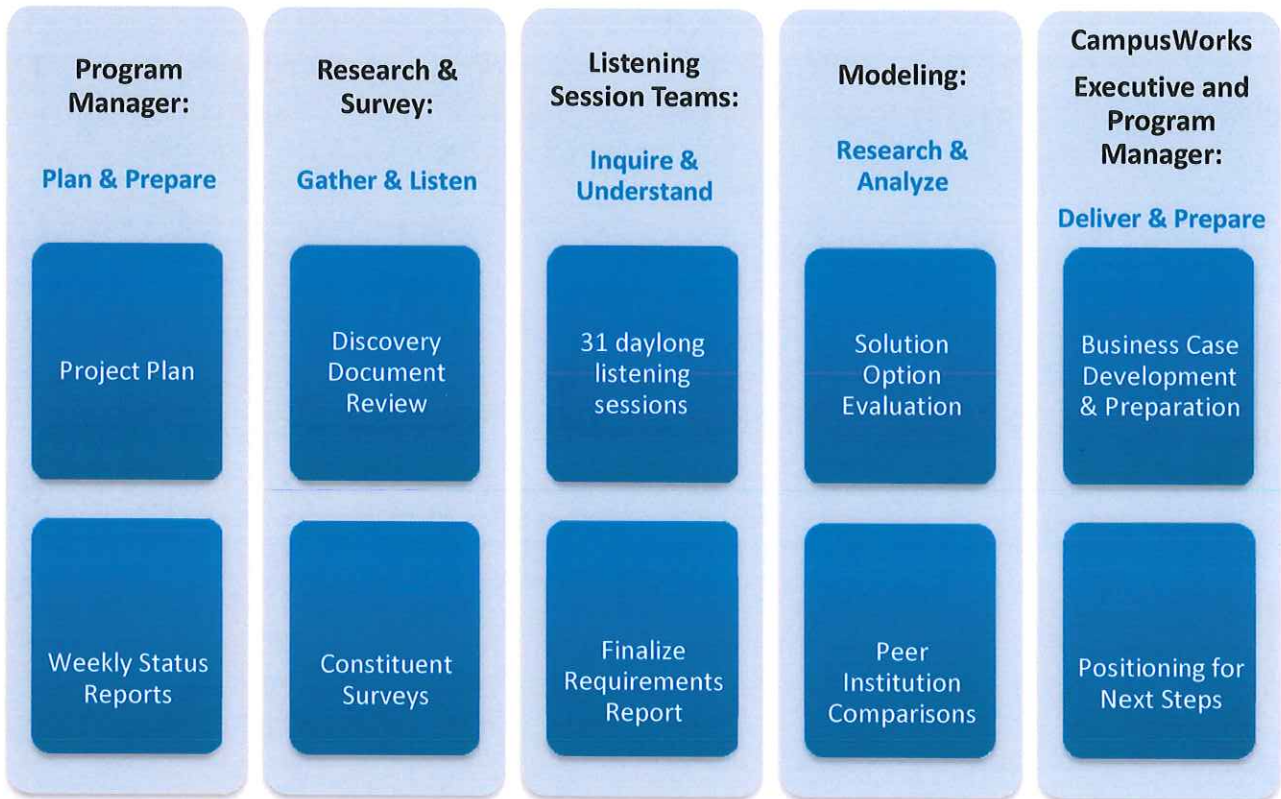 Program
Manager:
Plan & Prepare
Project Plan
Weekly Status
Reports
Research &
Survey:
Gather & Listen
Discovery
Document
Review
Constituent
Surveys
Listening
Session Teams:
Inquire &
Understand
31 daylong
listening
sessions
Finalize
Requirements
Report
Modeling:
Research &
Analyze
Solution
Option
Evaluation
Peer
Institution
Comparisons
CampusWorks
Executive and
Program
Manager:
Deliver & Prepare
Business Case
Development
& Preparation
Positioning for
Next Steps